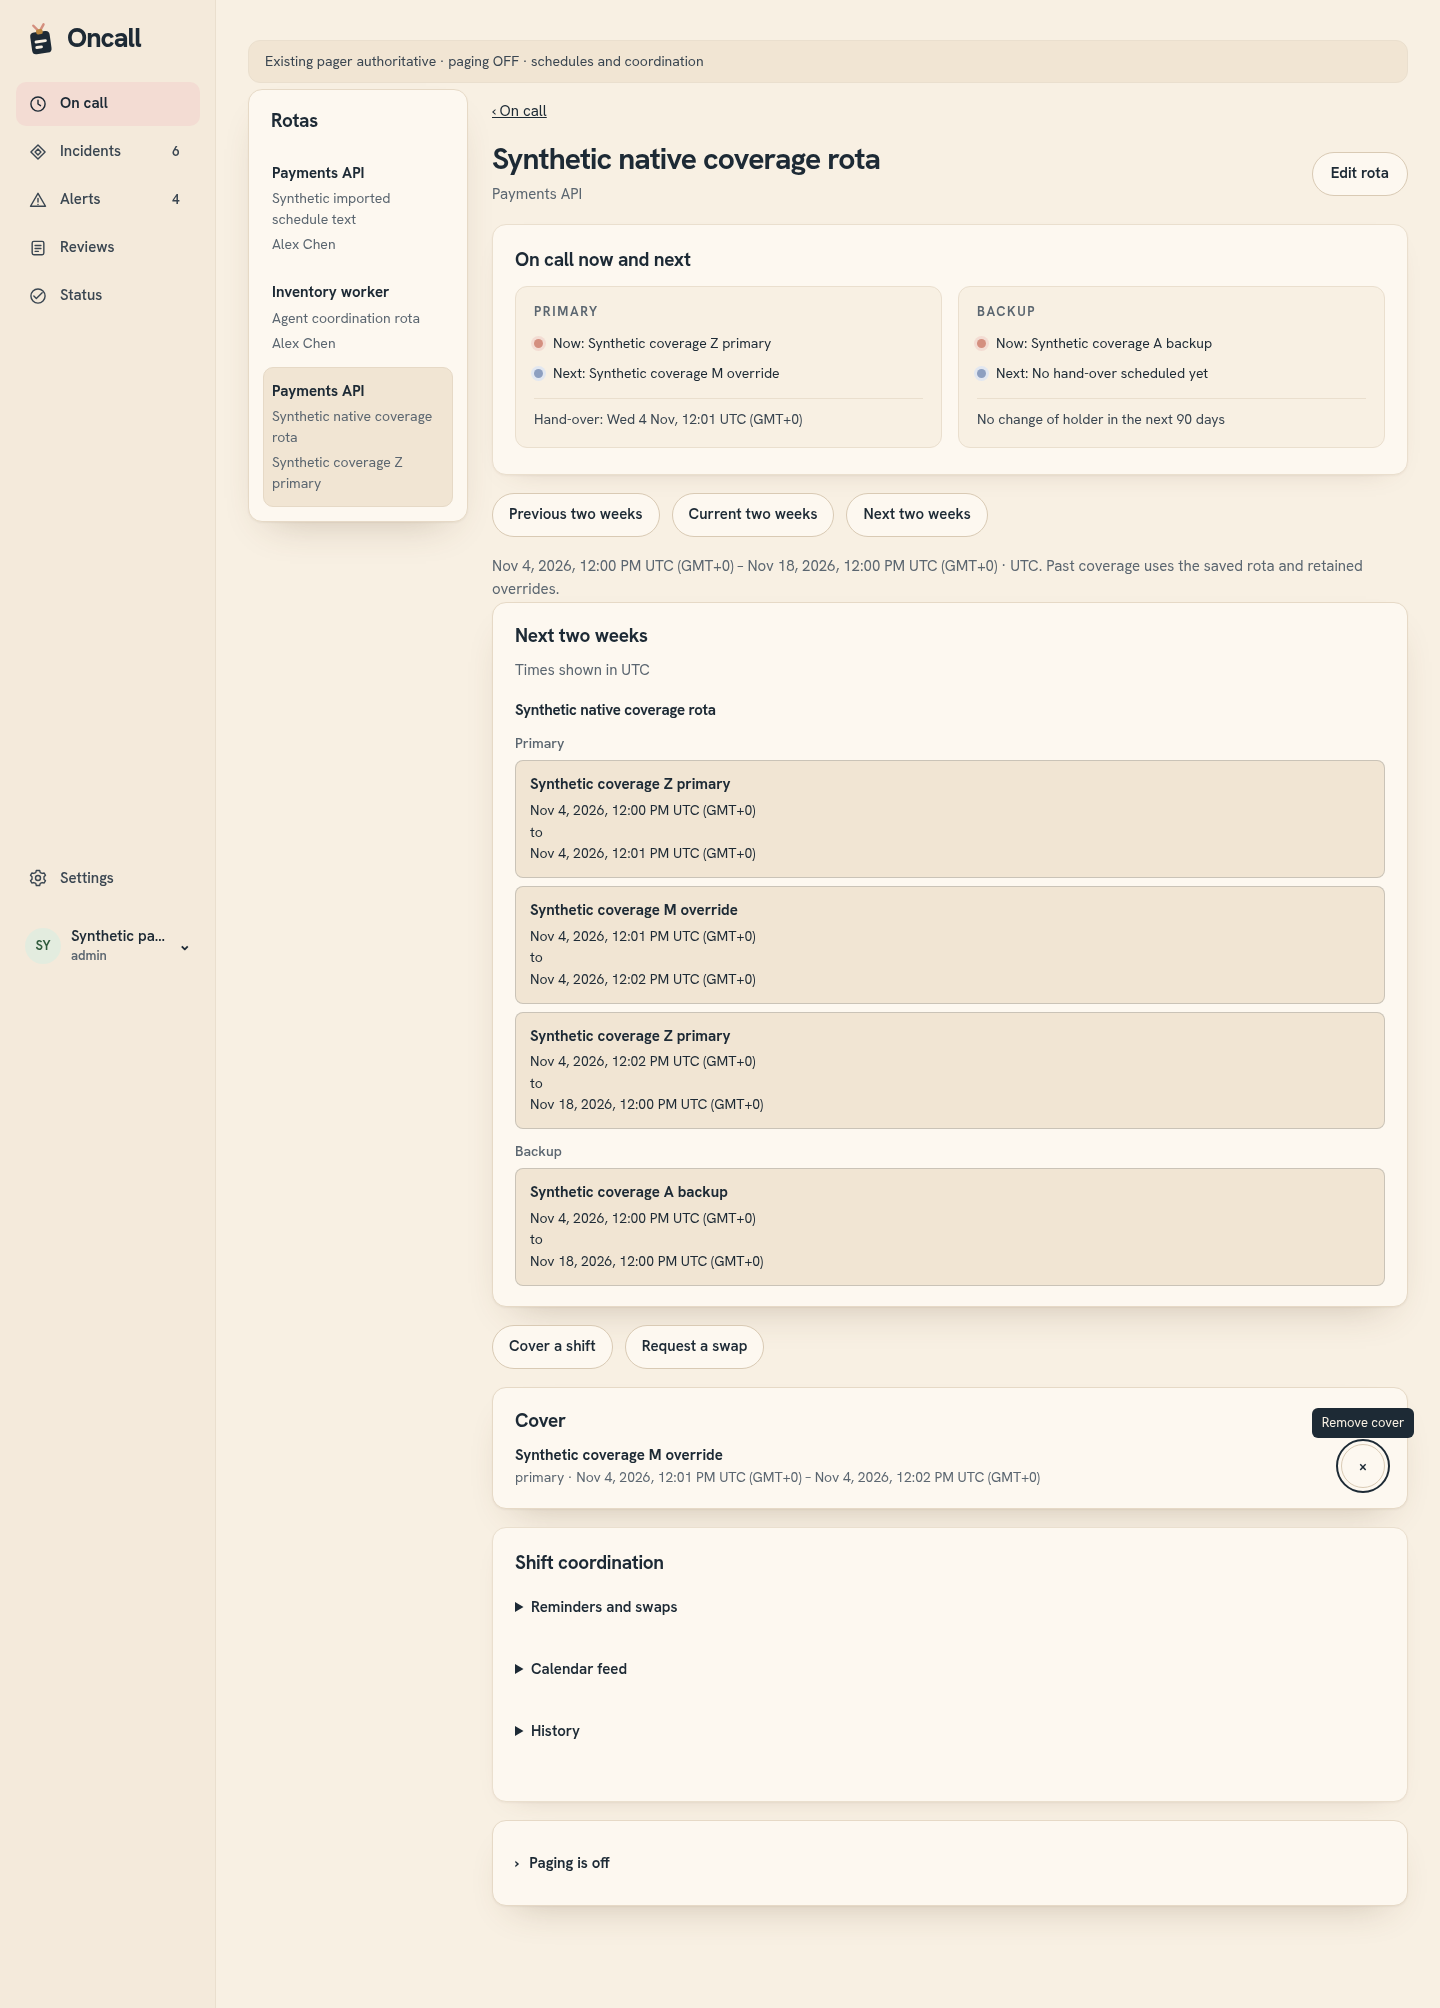 Oncall
On call
Incidents 6
Alerts 4
Reviews
Status
Settings
SY
Synthetic pa...
admin
Existing pager authoritative · paging OFF · schedules and coordination
Rotas
Payments API
Synthetic imported
schedule text
Alex Chen
Inventory worker
Agent coordination rota
Alex Chen
Payments API
Synthetic native coverage
rota
Synthetic coverage Z
primary
‹ On call
Synthetic native coverage rota
Payments API
Edit rota
On call now and next
PRIMARY
Now: Synthetic coverage Z primary
Next: Synthetic coverage M override
Hand-over: Wed 4 Nov, 12:01 UTC (GMT+0)
BACKUP
Now: Synthetic coverage A backup
Next: No hand-over scheduled yet
No change of holder in the next 90 days
Previous two weeks
Current two weeks
Next two weeks
Nov 4, 2026, 12:00 PM UTC (GMT+0) – Nov 18, 2026, 12:00 PM UTC (GMT+0) · UTC. Past coverage uses the saved rota and retained
overrides.
Next two weeks
Times shown in UTC
Synthetic native coverage rota
Primary
Synthetic coverage Z primary
Nov 4, 2026, 12:00 PM UTC (GMT+0)
to
Nov 4, 2026, 12:01 PM UTC (GMT+0)
Synthetic coverage M override
Nov 4, 2026, 12:01 PM UTC (GMT+0)
to
Nov 4, 2026, 12:02 PM UTC (GMT+0)
Synthetic coverage Z primary
Nov 4, 2026, 12:02 PM UTC (GMT+0)
to
Nov 18, 2026, 12:00 PM UTC (GMT+0)
Backup
Synthetic coverage A backup
Nov 4, 2026, 12:00 PM UTC (GMT+0)
to
Nov 18, 2026, 12:00 PM UTC (GMT+0)
Cover a shift
Request a swap
Cover
Remove cover
Synthetic coverage M override
primary · Nov 4, 2026, 12:01 PM UTC (GMT+0) – Nov 4, 2026, 12:02 PM UTC (GMT+0)
×
Shift coordination
Reminders and swaps
Calendar feed
History
› Paging is off